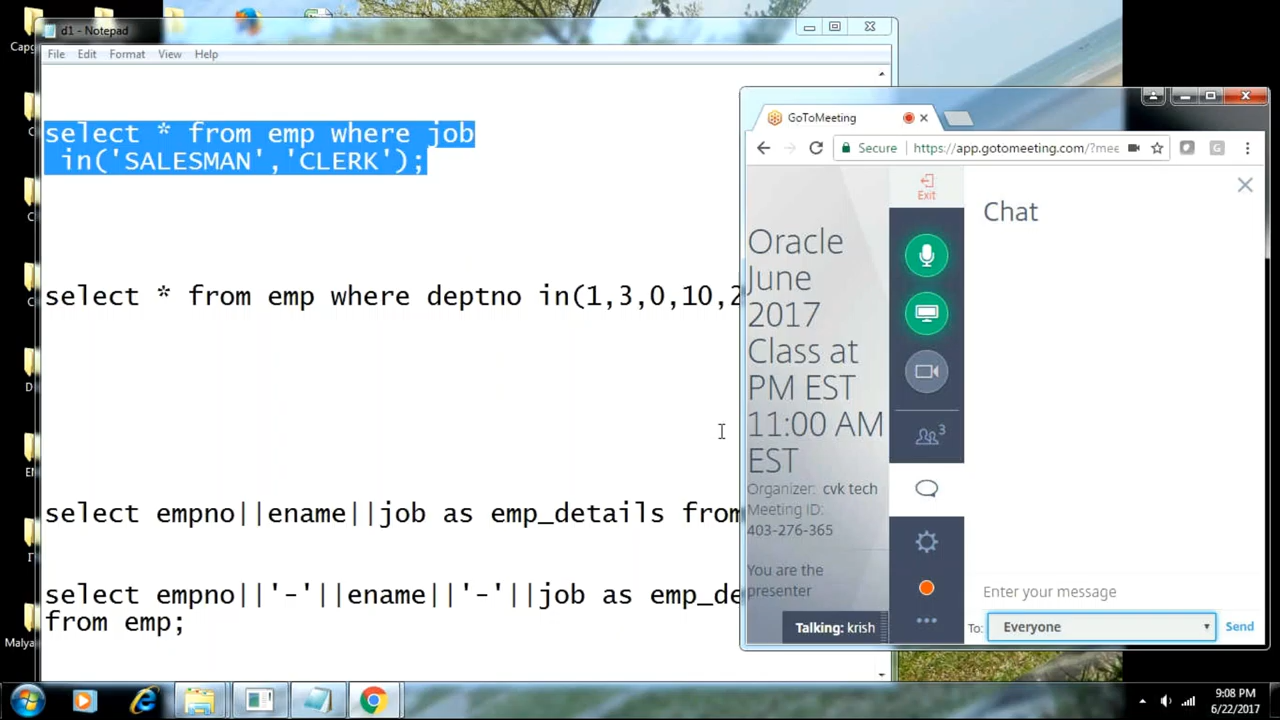 Capg
d1 - Notepad
File Edit Format View Help
select * from emp where job
in('SALESMAN','CLERK');
select * from emp where deptno in(1,3,0,10,2
select empno||ename||job as emp_details from
select empno||'-'||ename||'-'||job as emp_de
from emp;
GoToMeeting
Secure https://app.gotomeeting.com/?mee
Exit
Chat
Oracle
June
2017
Class at
PM EST
11:00 AM
EST
Organizer: cvk tech
Meeting ID:
403-276-365
You are the
presenter
Talking: krish
3
Enter your message
To: Everyone Send
Malya
9:08 PM
6/22/2017